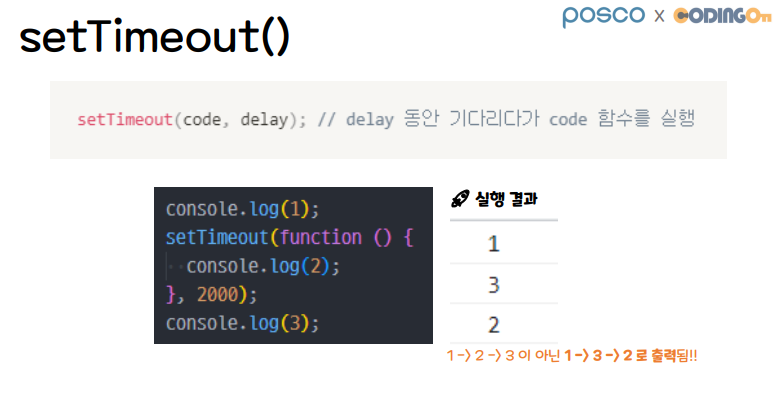 posco x CODINGOn
setTimeout()
setTimeout(code, delay); // delay 동안 기다리다가 code 함수를 실행
console.log(1);
setTimeout(function () {
console.log(2);
}, 2000);
console.log(3);
실행 결과
1
3
2
1 -> 2 -> 3 이 아닌 1 -> 3 -> 2 로 출력됨!!